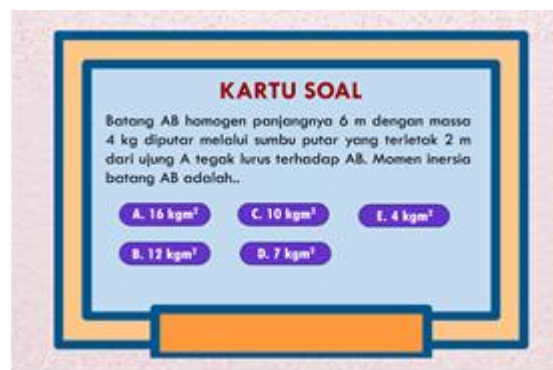 KARTU SOAL
Batang AB homogen panjangnya 6 m dengan massa
4 kg diputar melalui sumbu putar yang terletak 2 m
dari ujung A tegak lurus terhadap AB. Momen inersia
batang AB adalah..
A. 16 kgm² C. 10 kgm² E. 4 kgm²
B. 12 kgm² D. 7 kgm²